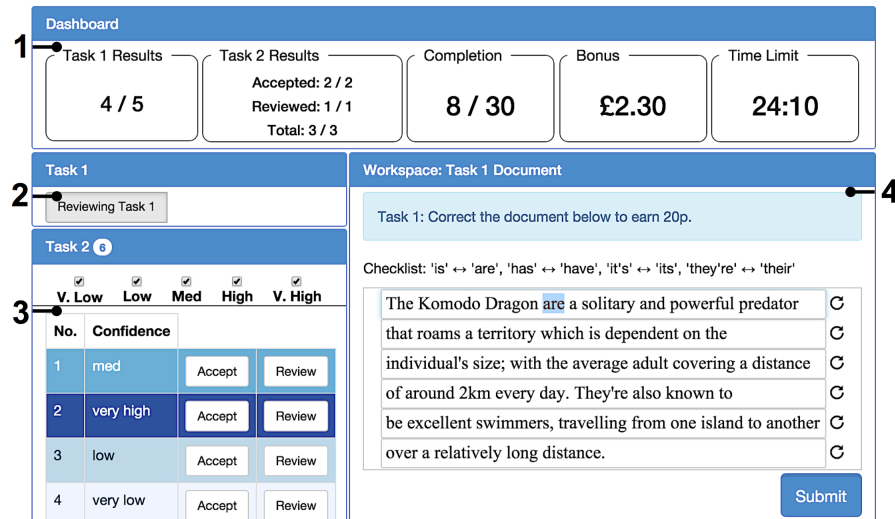 Dashboard
1
Task 1 Results
4 / 5
Task 2 Results
Accepted: 2 / 2
Reviewed: 1 / 1
Total: 3 / 3
Completion
8 / 30
Bonus
£2.30
Time Limit
24:10
Task 1
2
Reviewing Task 1
Task 2 6
V. Low Low Med High V. High
3
No. Confidence
1 med Accept Review
2 very high Accept Review
3 low Accept Review
4 very low Accept Review
Workspace: Task 1 Document
4
Task 1: Correct the document below to earn 20p.
Checklist: 'is' ↔ 'are', 'has' ↔ 'have', 'it's' ↔ 'its', 'they're' ↔ 'their'
The Komodo Dragon are a solitary and powerful predator
that roams a territory which is dependent on the
individual's size; with the average adult covering a distance
of around 2km every day. They're also known to
be excellent swimmers, travelling from one island to another
over a relatively long distance.
Submit